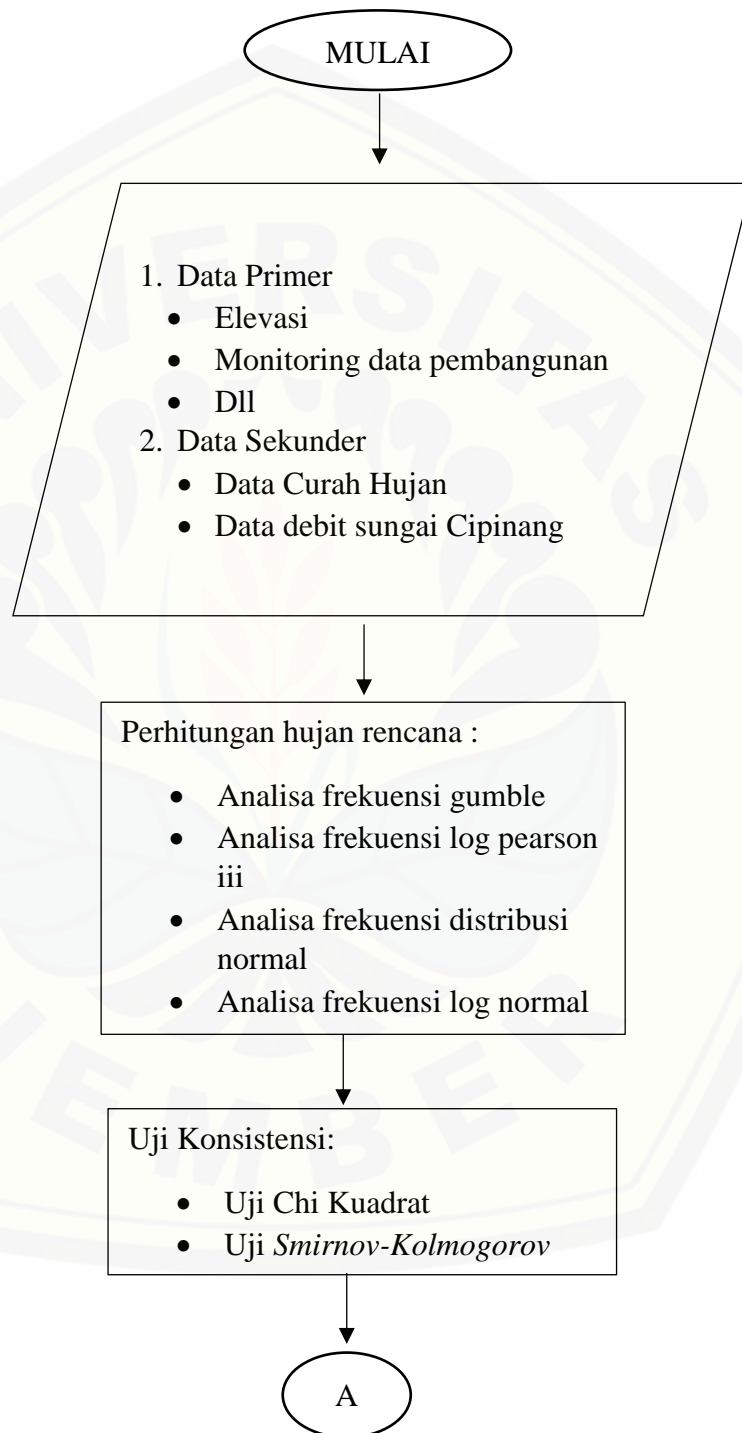 MULAI
1. Data Primer
• Elevasi
• Monitoring data pembangunan
• Dll
2. Data Sekunder
• Data Curah Hujan
• Data debit sungai Cipinang
Perhitungan hujan rencana :
• Analisa frekuensi gumble
• Analisa frekuensi log pearson
iii
• Analisa frekuensi distribusi
normal
• Analisa frekuensi log normal
Uji Konsistensi:
• Uji Chi Kuadrat
• Uji Smirnov-Kolmogorov
A
UNIVERSITAS
JEMBER